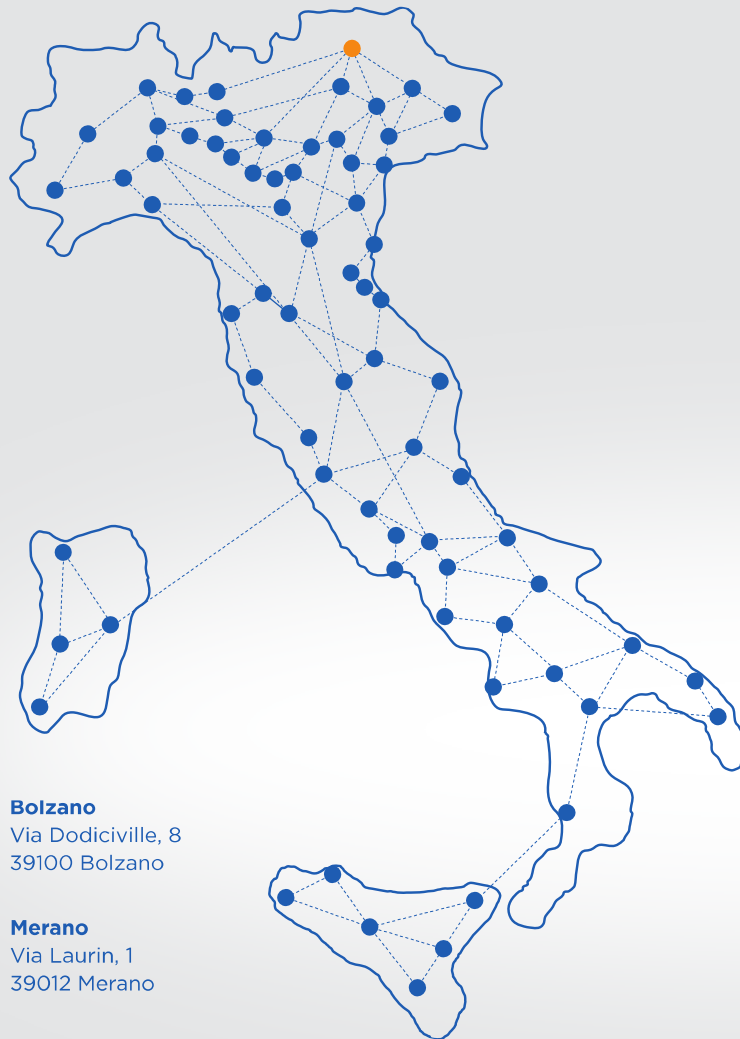 Bolzano
Via Dodiciville, 8
39100 Bolzano
Merano
Via Laurin, 1
39012 Merano